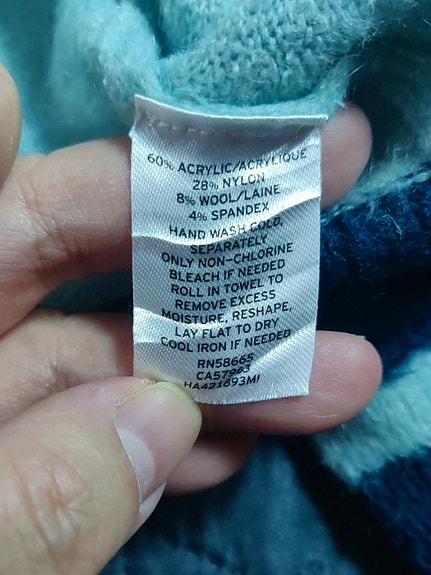 60% ACRYLIC/ACRYLIQUE
28% NYLON
8% WOOL/LAINE
4% SPANDEX
HAND WASH COLD,
SEPARATELY
ONLY NON-CHLORINE
BLEACH IF NEEDED
ROLL IN TOWEL TO
REMOVE EXCESS
MOISTURE, RESHAPE,
LAY FLAT TO DRY
COOL IRON IF NEEDED
RN58665